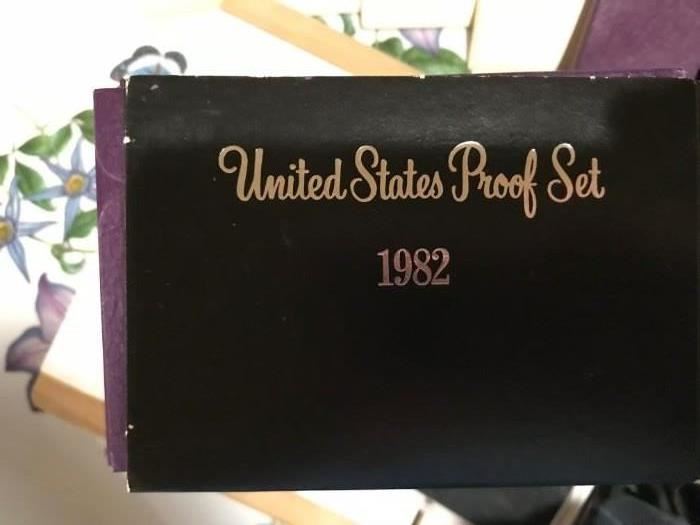 United States Proof Set
1982